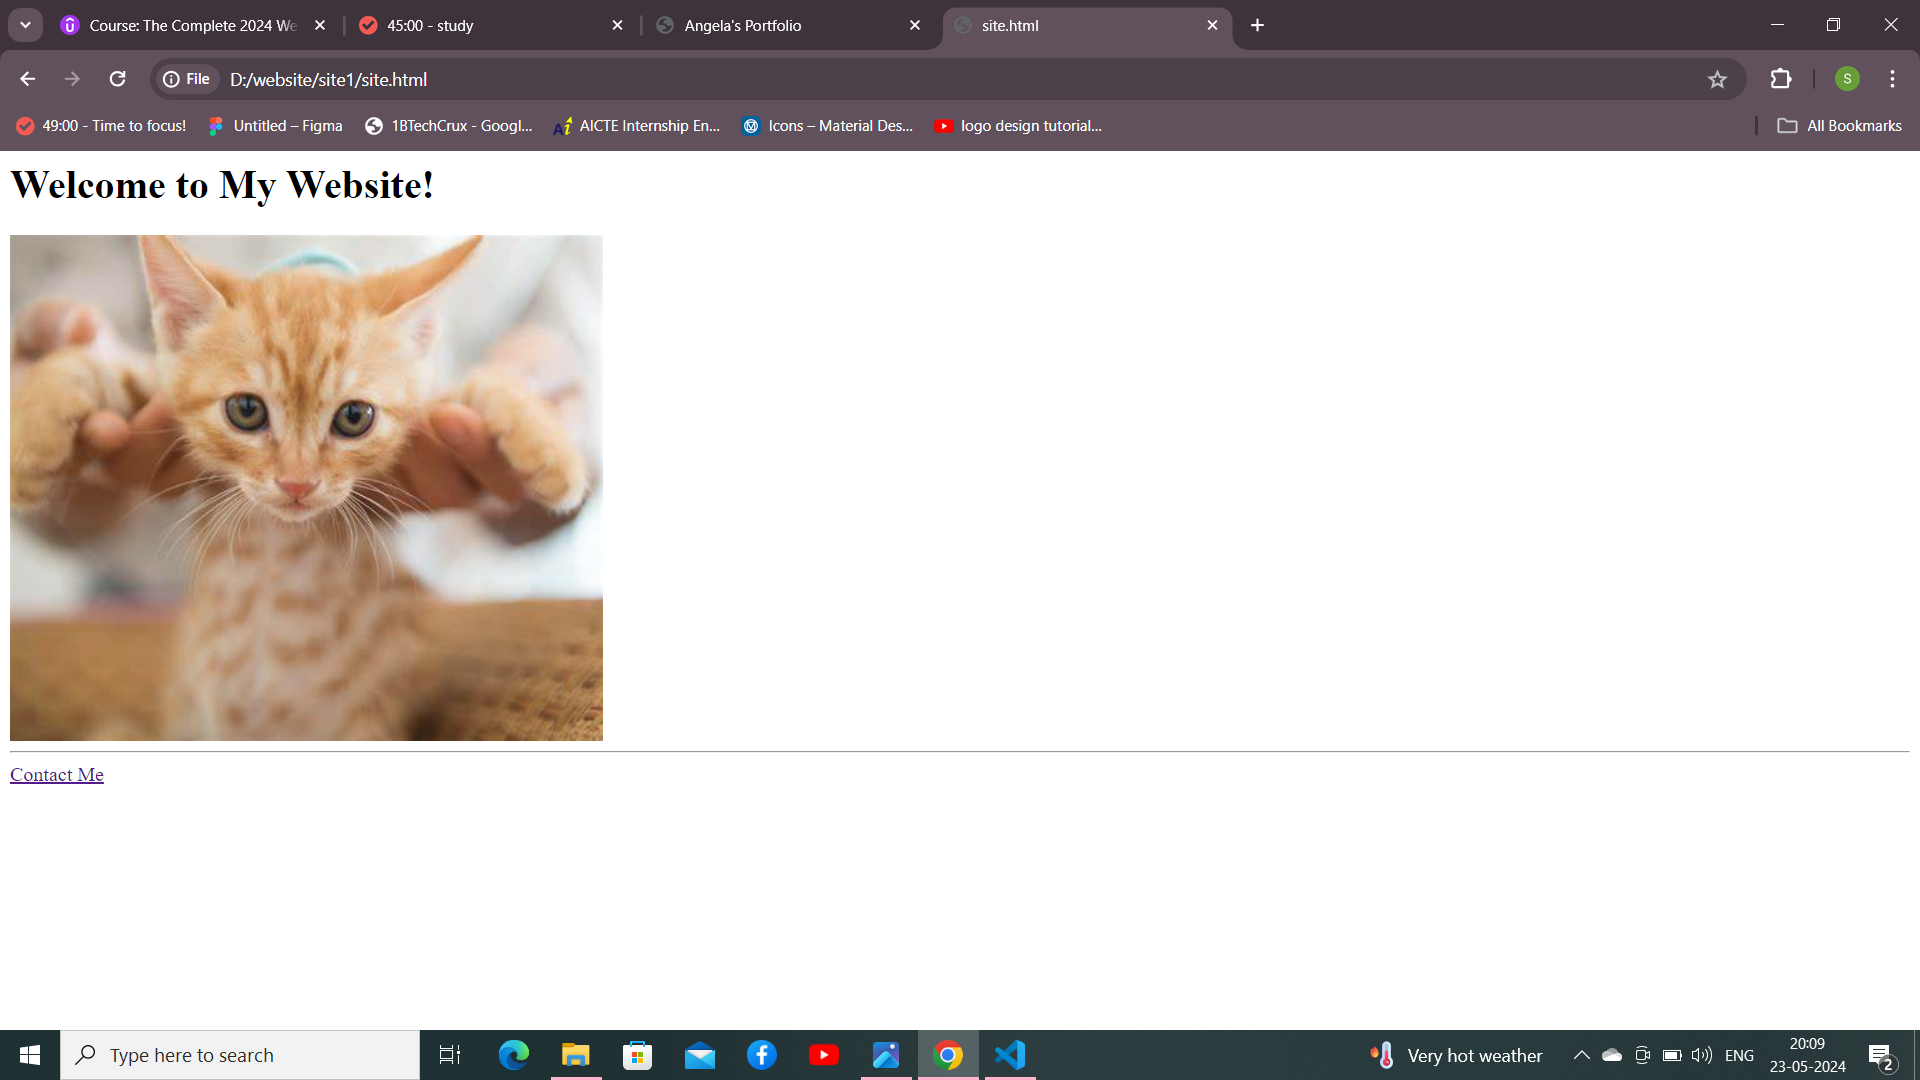 Course: The Complete 2024 We
45:00 - study
Angela's Portfolio
site.html
File
D:/website/site1/site.html
S
49:00 - Time to focus!
Untitled – Figma
1BTechCrux - Googl...
AICTE Internship En...
Icons – Material Des...
logo design tutorial...
All Bookmarks
Welcome to My Website!
Contact Me
Type here to search
Very hot weather
ENG
20:09
23-05-2024
2